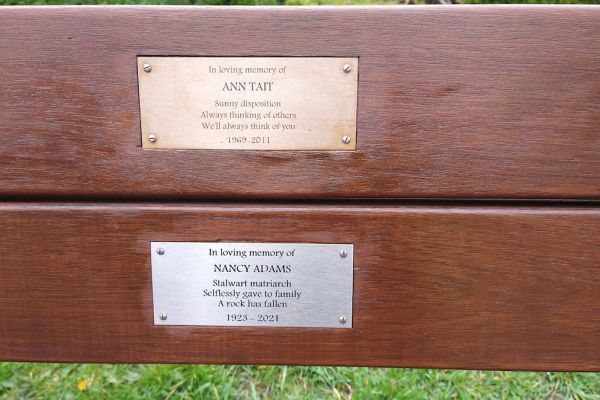 In loving memory of
ANN TAIT
Sunny disposition
Always thinking of others
We'll always think of you
1969-2011
In loving memory of
NANCY ADAMS
Stalwart matriarch
Selflessly gave to family
A rock has fallen
1923 - 2021